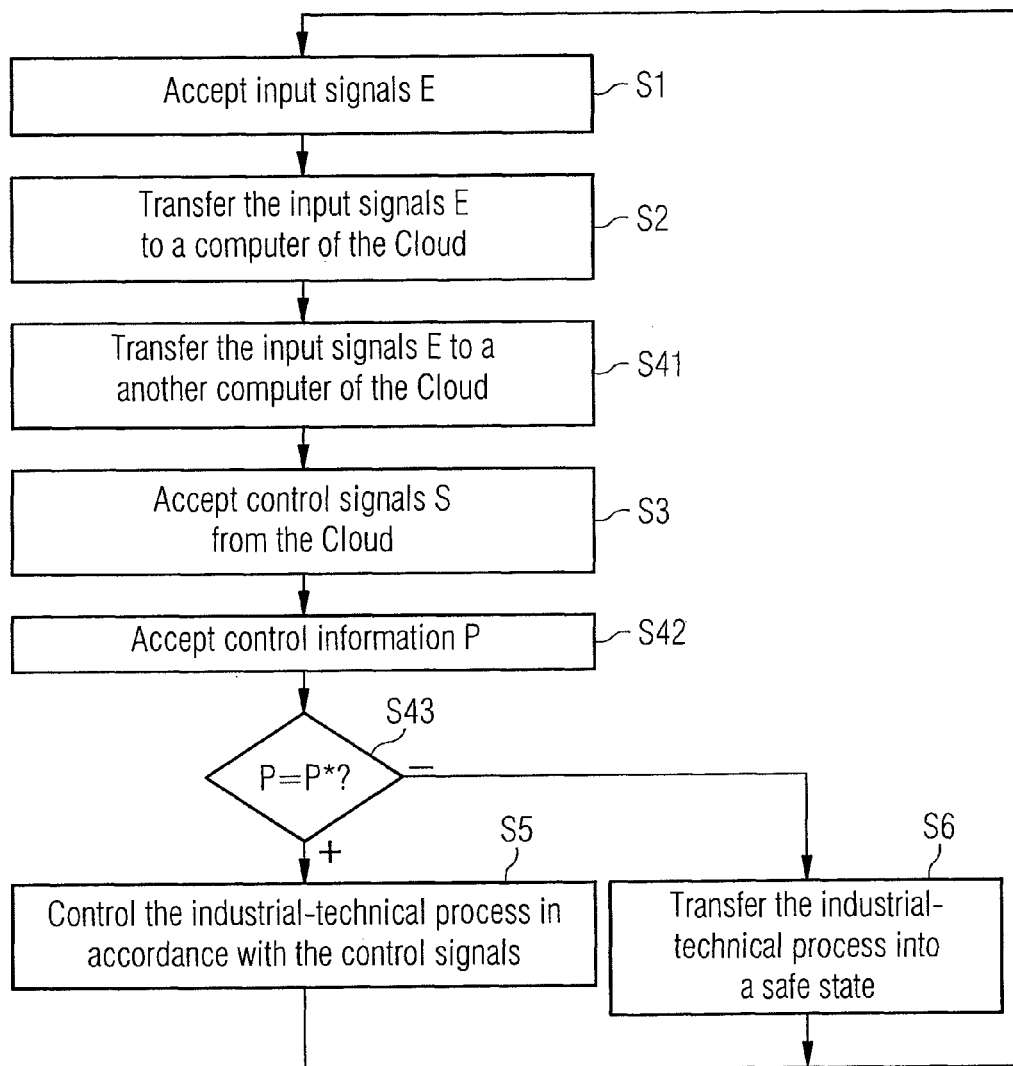 Accept input signals E
S1
Transfer the input signals E
to a computer of the Cloud
S2
Transfer the input signals E to a
another computer of the Cloud
S41
Accept control signals S
from the Cloud
S3
Accept control information P
S42
S43
P=P*?
−
+
S5
Control the industrial-technical process in
accordance with the control signals
S6
Transfer the industrial-
technical process into
a safe state